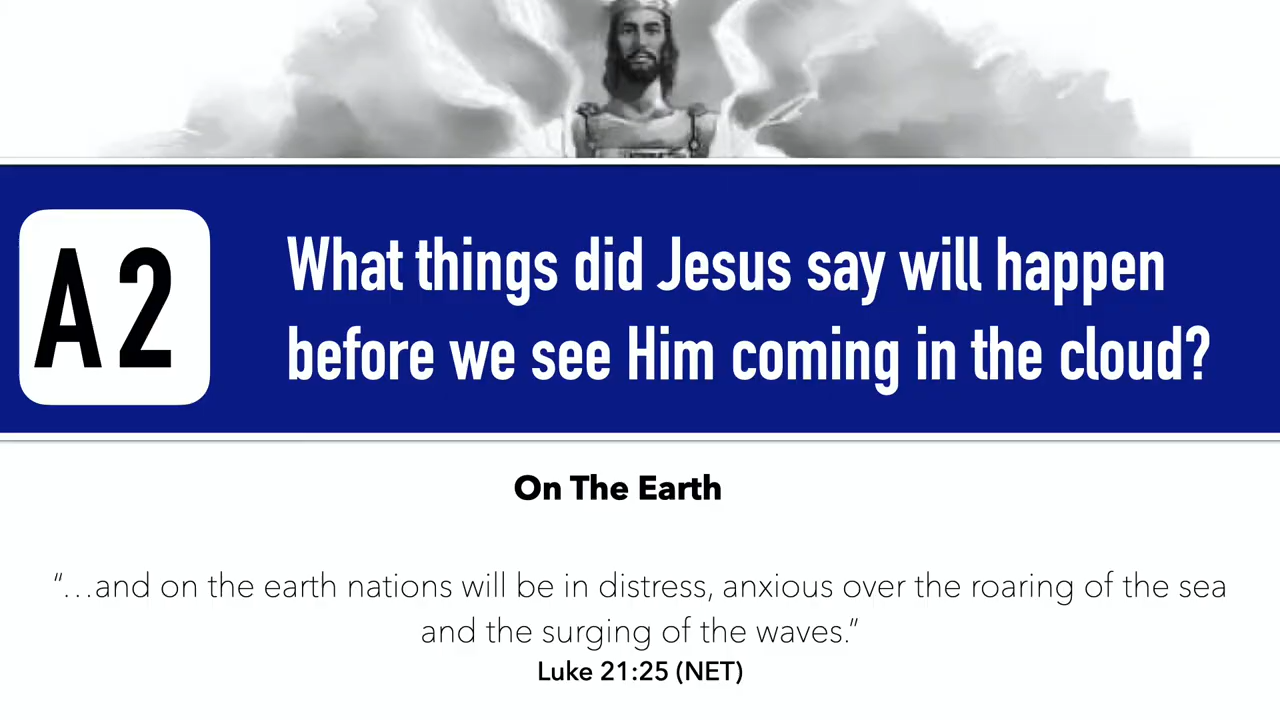 A2
What things did Jesus say will happen
before we see Him coming in the cloud?
On The Earth
“…and on the earth nations will be in distress, anxious over the roaring of the sea
and the surging of the waves.”
Luke 21:25 (NET)